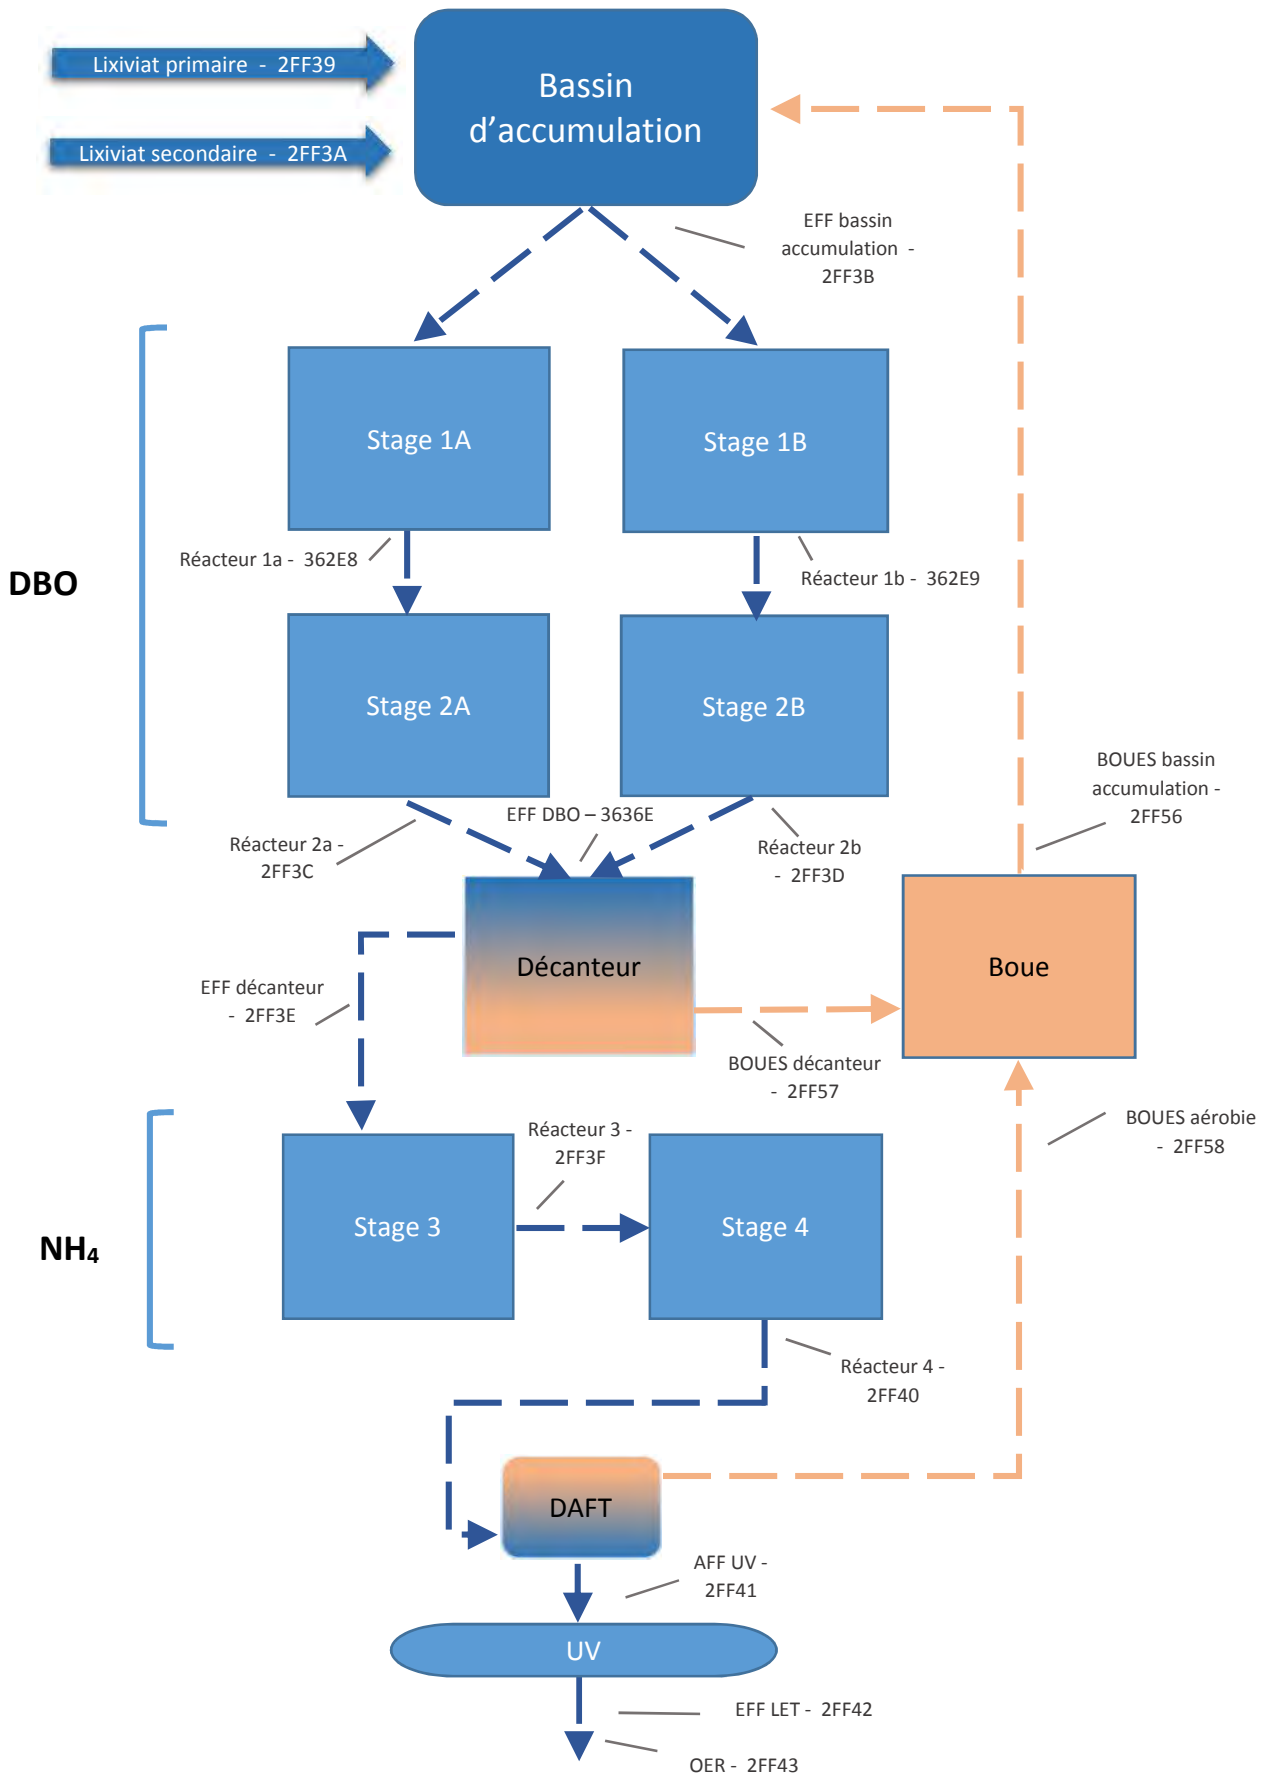 Lixiviat primaire - 2FF39
Bassin
d'accumulation
Lixiviat secondaire - 2FF3A
EFF bassin
accumulation -
2FF3B
Stage 1A
Stage 1B
Réacteur 1a - 362E8
Réacteur 1b - 362E9
DBO
Stage 2A
Stage 2B
BOUES bassin
accumulation -
2FF56
EFF DBO – 3636E
Réacteur 2a -
2FF3C
Réacteur 2b
- 2FF3D
Décanteur
Boue
EFF décanteur
- 2FF3E
BOUES décanteur
- 2FF57
BOUES aérobie
- 2FF58
Réacteur 3 -
2FF3F
Stage 3
Stage 4
NH₄
Réacteur 4 -
2FF40
DAFT
AFF UV -
2FF41
UV
EFF LET - 2FF42
OER - 2FF43